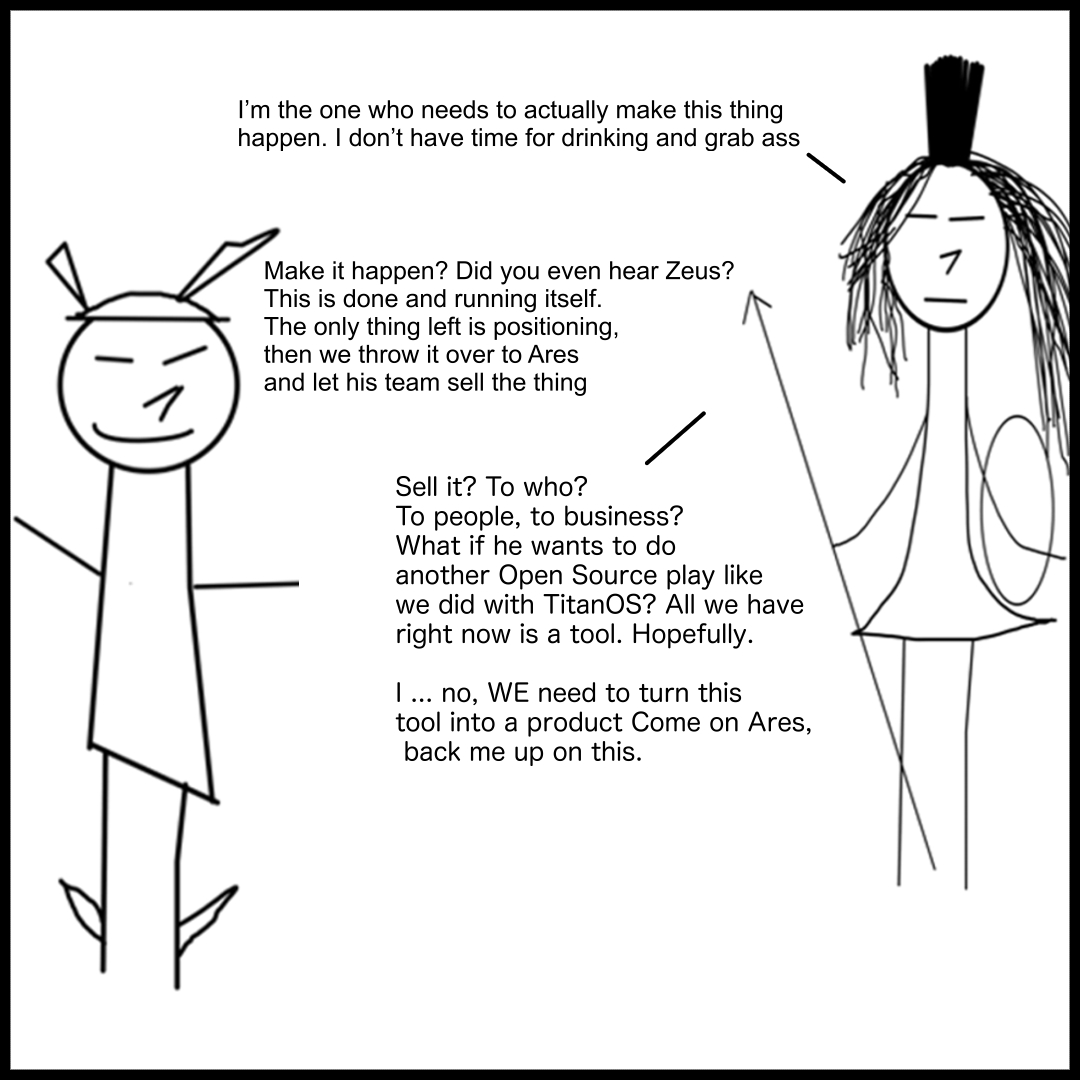 I’m the one who needs to actually make this thing
happen. I don’t have time for drinking and grab ass
Make it happen? Did you even hear Zeus?
This is done and running itself.
The only thing left is positioning,
then we throw it over to Ares
and let his team sell the thing
Sell it? To who?
To people, to business?
What if he wants to do
another Open Source play like
we did with TitanOS? All we have
right now is a tool. Hopefully.
I ... no, WE need to turn this
tool into a product Come on Ares,
back me up on this.